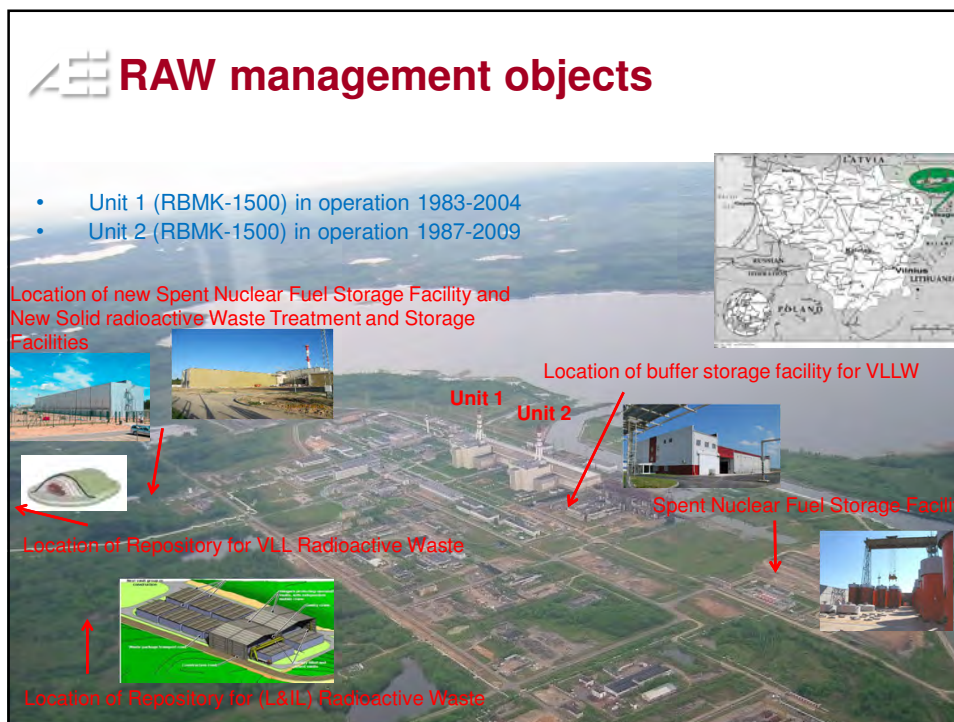 RAW management objects
• Unit 1 (RBMK-1500) in operation 1983-2004
• Unit 2 (RBMK-1500) in operation 1987-2009
LATVIA
RUSSIAN
Vilnius
LITHUANIA
POLAND
Location of new Spent Nuclear Fuel Storage Facility and
New Solid radioactive Waste Treatment and Storage
Facilities
Location of buffer storage facility for VLLW
Unit 1
Unit 2
Spent Nuclear Fuel Storage Facili
Location of Repository for VLL Radioactive Waste
Location of Repository for (L&IL) Radioactive Waste